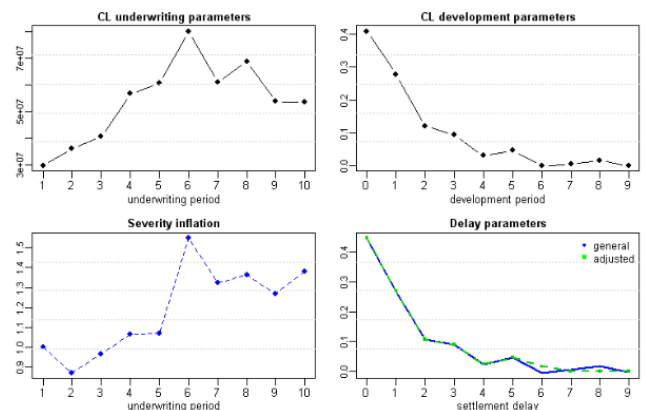 CL underwriting parameters
7e+07
5e+07
3e+07
1 2 3 4 5 6 7 8 9 10
underwriting period
CL development parameters
0.4
0.3
0.2
0.1
0.0
0 1 2 3 4 5 6 7 8 9
development period
Severity inflation
1.5
1.4
1.3
1.2
1.1
1.0
0.9
1 2 3 4 5 6 7 8 9 10
underwriting period
Delay parameters
general
adjusted
0.4
0.3
0.2
0.1
0.0
0 1 2 3 4 5 6 7 8 9
settlement delay